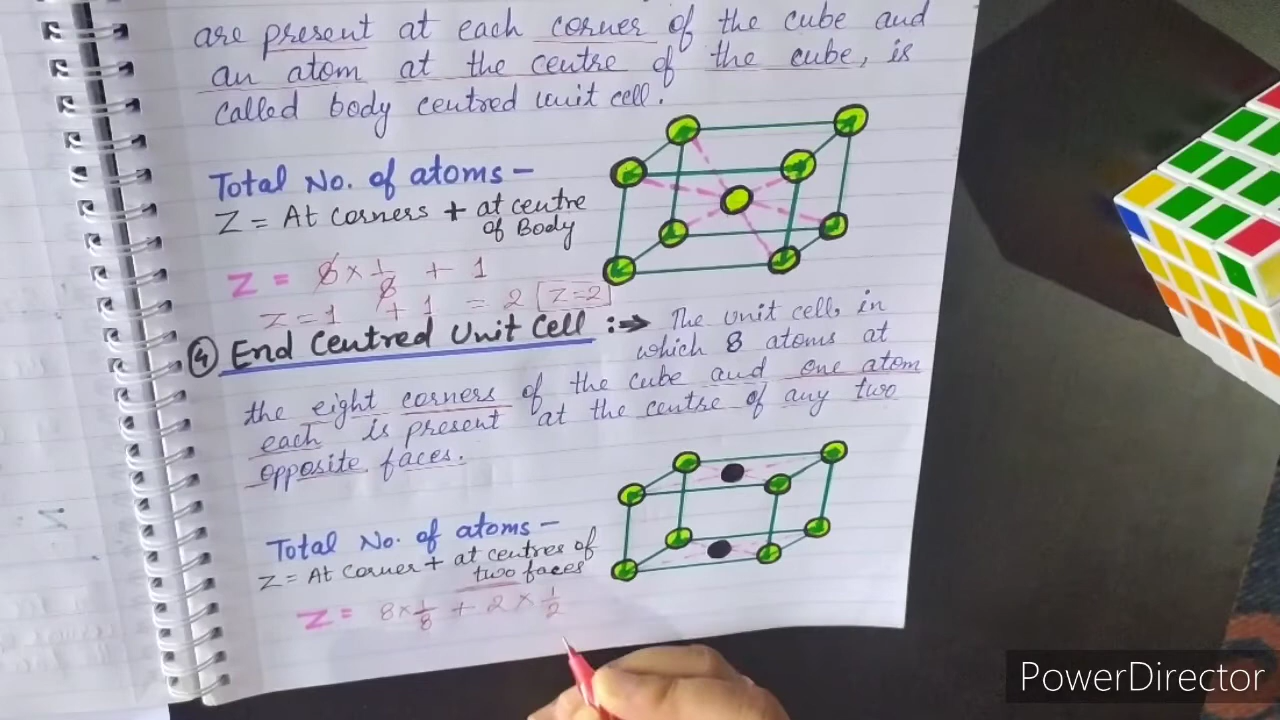 are present at each corner of the cube and
an atom at the centre of the cube, is
called body centred unit cell.
Total No. of atoms –
Z = At corners + at centre
of Body
Z = 8 × 1/8 + 1
Z = 1 + 1 = 2 Z=2
④ End Centred Unit Cell :⇒ The unit cell, in
which 8 atoms at
the eight corners of the cube and one atom
each is present at the centre of any two
opposite faces.
Total No. of atoms –
Z = At corner + at centres of
two faces
Z = 8 × 1/8 + 2 × 1/2
PowerDirector